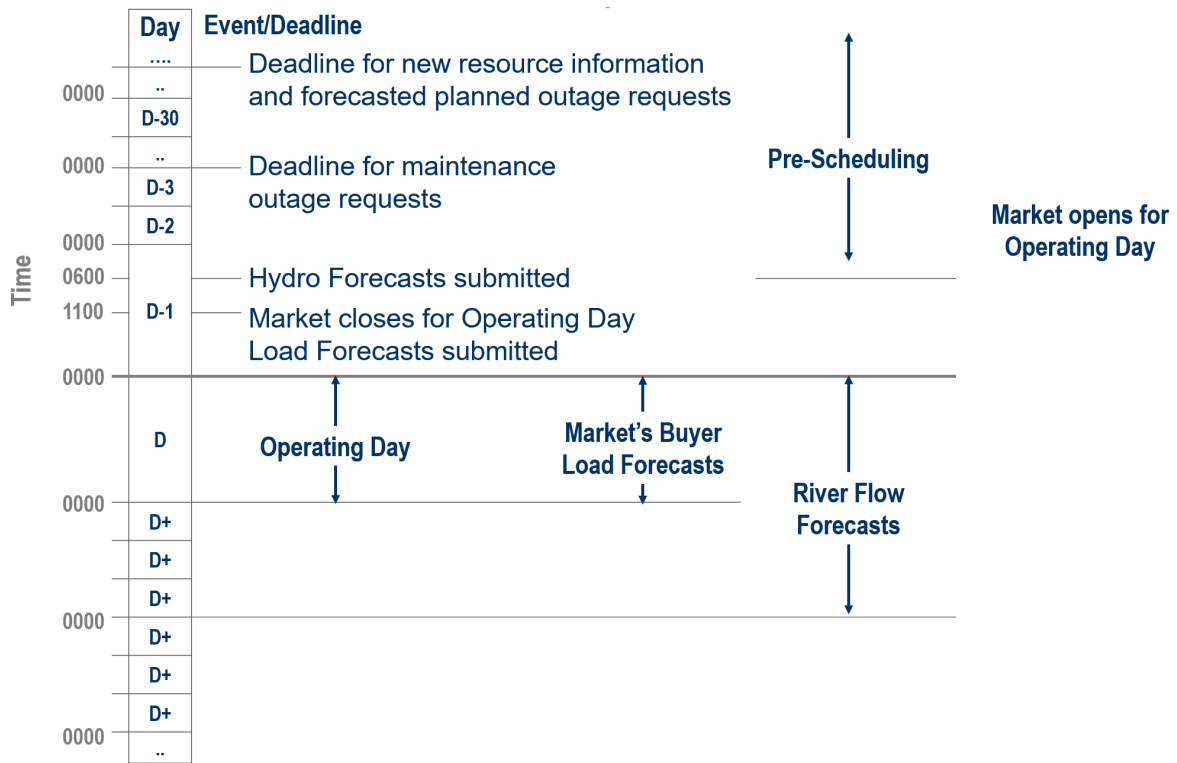 Day
Event/Deadline
....
Deadline for new resource information
and forecasted planned outage requests
..
0000
D-30
..
0000
Deadline for maintenance
outage requests
D-3
D-2
0000
Pre-Scheduling
Market opens for
Operating Day
Time
0600
Hydro Forecasts submitted
1100
D-1
Market closes for Operating Day
Load Forecasts submitted
0000
D
Operating Day
Market's Buyer
Load Forecasts
River Flow
Forecasts
0000
D+
D+
D+
0000
D+
D+
D+
0000
..